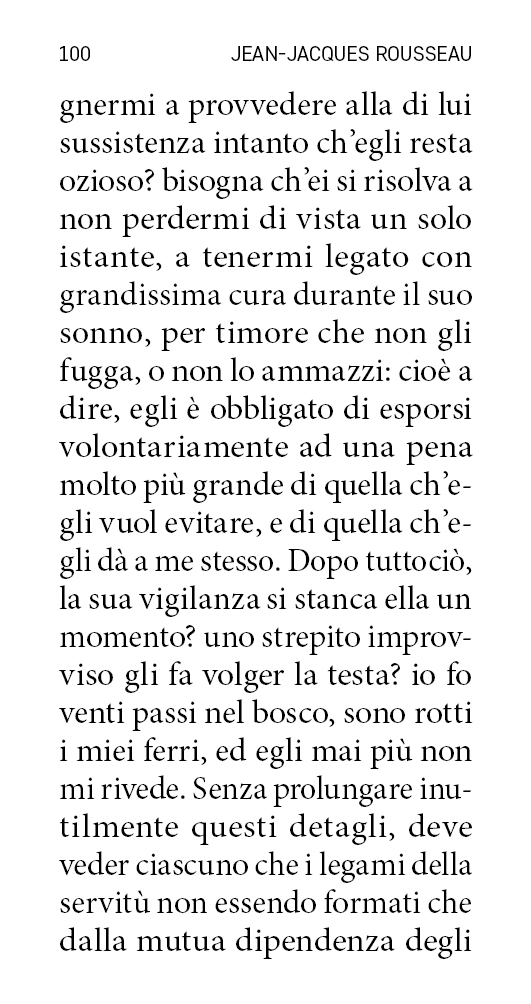 100 JEAN-JACQUES ROUSSEAU
gnermi a provvedere alla di lui
sussistenza intanto ch’egli resta
ozioso? bisogna ch’ei si risolva a
non perdermi di vista un solo
istante, a tenermi legato con
grandissima cura durante il suo
sonno, per timore che non gli
fugga, o non lo ammazzi: cioè a
dire, egli è obbligato di esporsi
volontariamente ad una pena
molto più grande di quella ch’e-
gli vuol evitare, e di quella ch’e-
gli dà a me stesso. Dopo tuttociò,
la sua vigilanza si stanca ella un
momento? uno strepito improv-
viso gli fa volger la testa? io fo
venti passi nel bosco, sono rotti
i miei ferri, ed egli mai più non
mi rivede. Senza prolungare inu-
tilmente questi detagli, deve
veder ciascuno che i legami della
servitù non essendo formati che
dalla mutua dipendenza degli